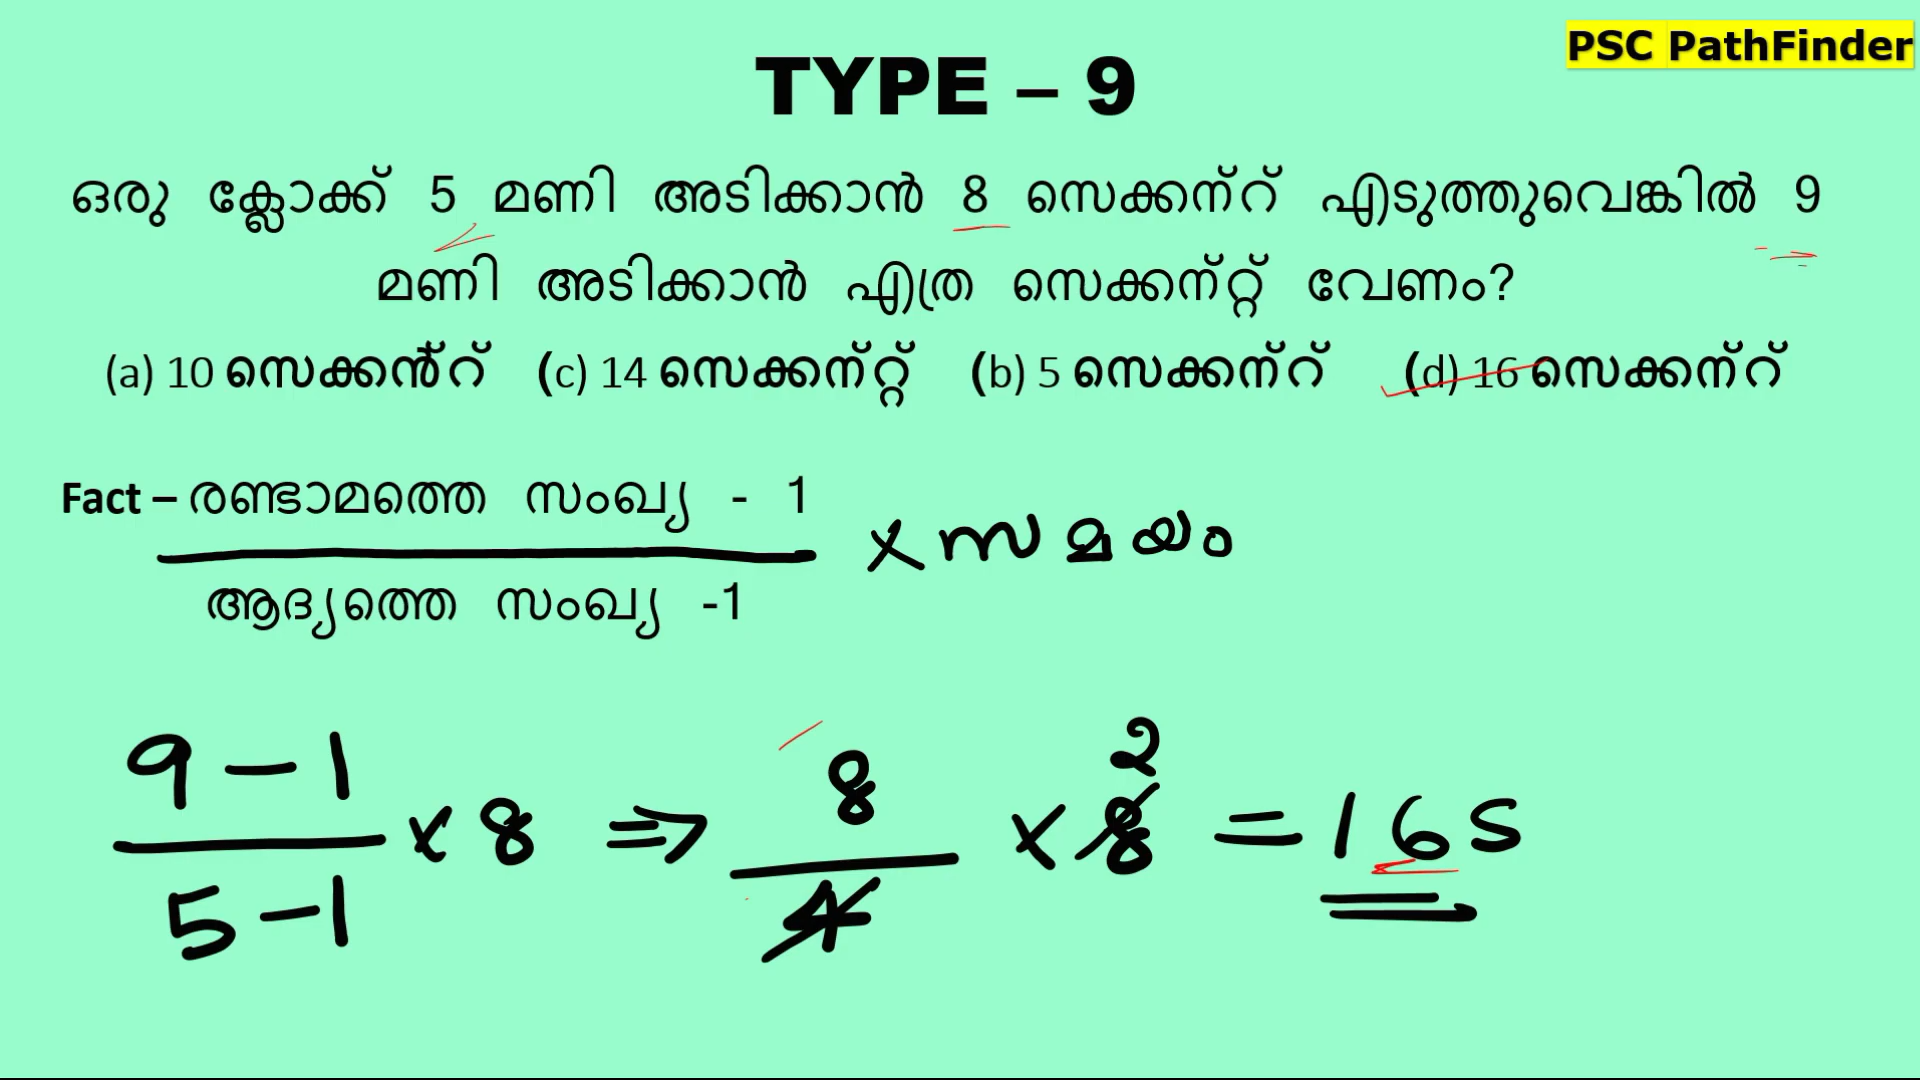 PSC PathFinder
TYPE – 9
ഒരു ക്ലോക്ക് 5 മണി അടിക്കാൻ 8 സെക്കന്റ് എടുത്തുവെങ്കിൽ 9
മണി അടിക്കാൻ എത്ര സെക്കന്റ്റ് വേണം?
(a) 10 സെക്കൻ്റ് (c) 14 സെക്കന്റ്റ് (b) 5 സെക്കന്റ് (d) 16 സെക്കന്റ്
Fact – രണ്ടാമത്തെ സംഖ്യ - 1
× സമയം
ആദ്യത്തെ സംഖ്യ -1
9 – 1
5 – 1
× 8 ⇒
8
4
× 8
2
= 16 s